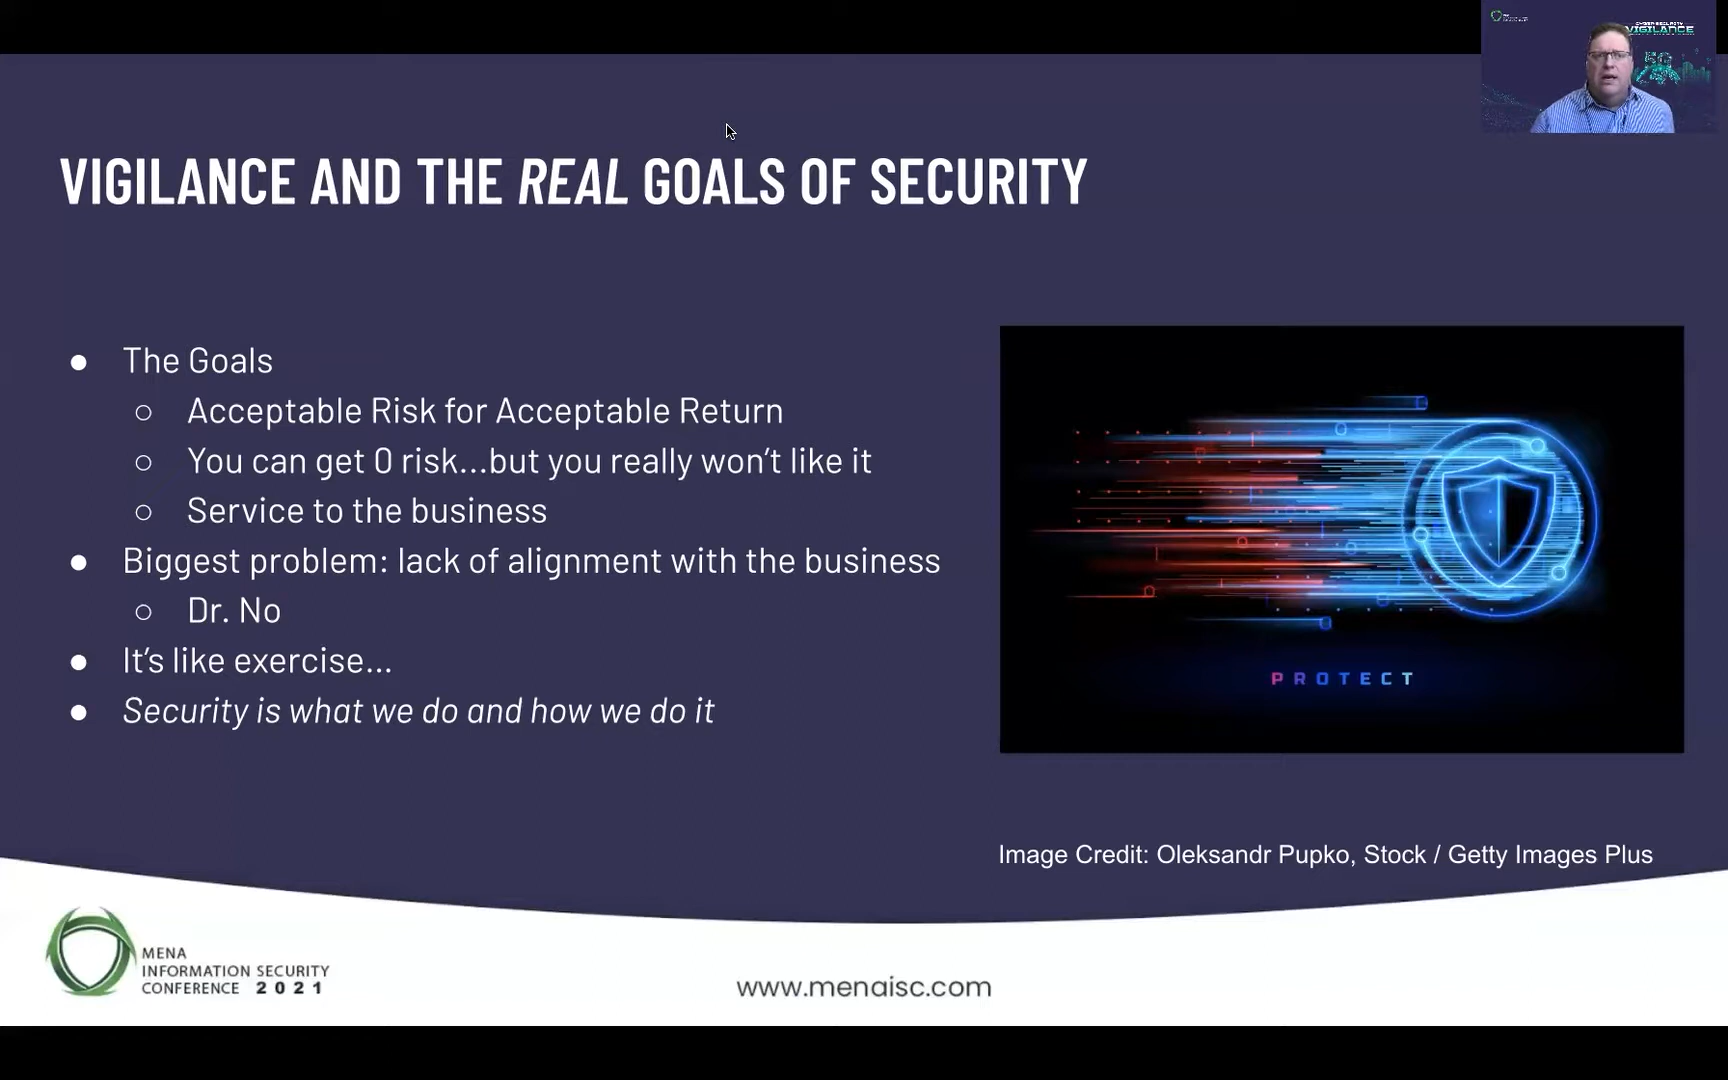 VIGILANCE
5G
VIGILANCE AND THE REAL GOALS OF SECURITY
● The Goals
○ Acceptable Risk for Acceptable Return
○ You can get 0 risk...but you really won't like it
○ Service to the business
● Biggest problem: lack of alignment with the business
○ Dr. No
● It's like exercise...
● Security is what we do and how we do it
PROTECT
Image Credit: Oleksandr Pupko, Stock / Getty Images Plus
MENA
INFORMATION SECURITY
CONFERENCE 2021
www.menaisc.com